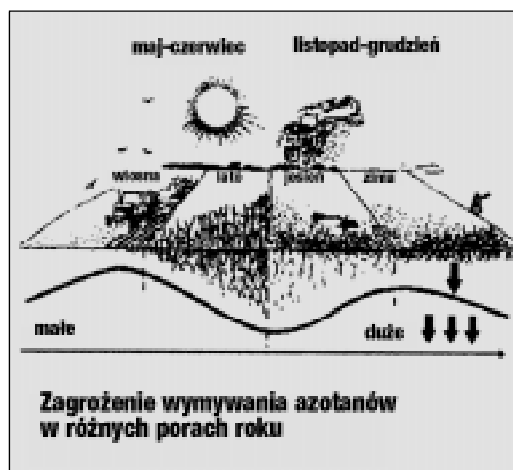 maj-czerwiec
listopad-grudzień
wiosna
lato
jesień
zima
małe
duże
Zagrożenie wymywania azotanów
w różnych porach roku